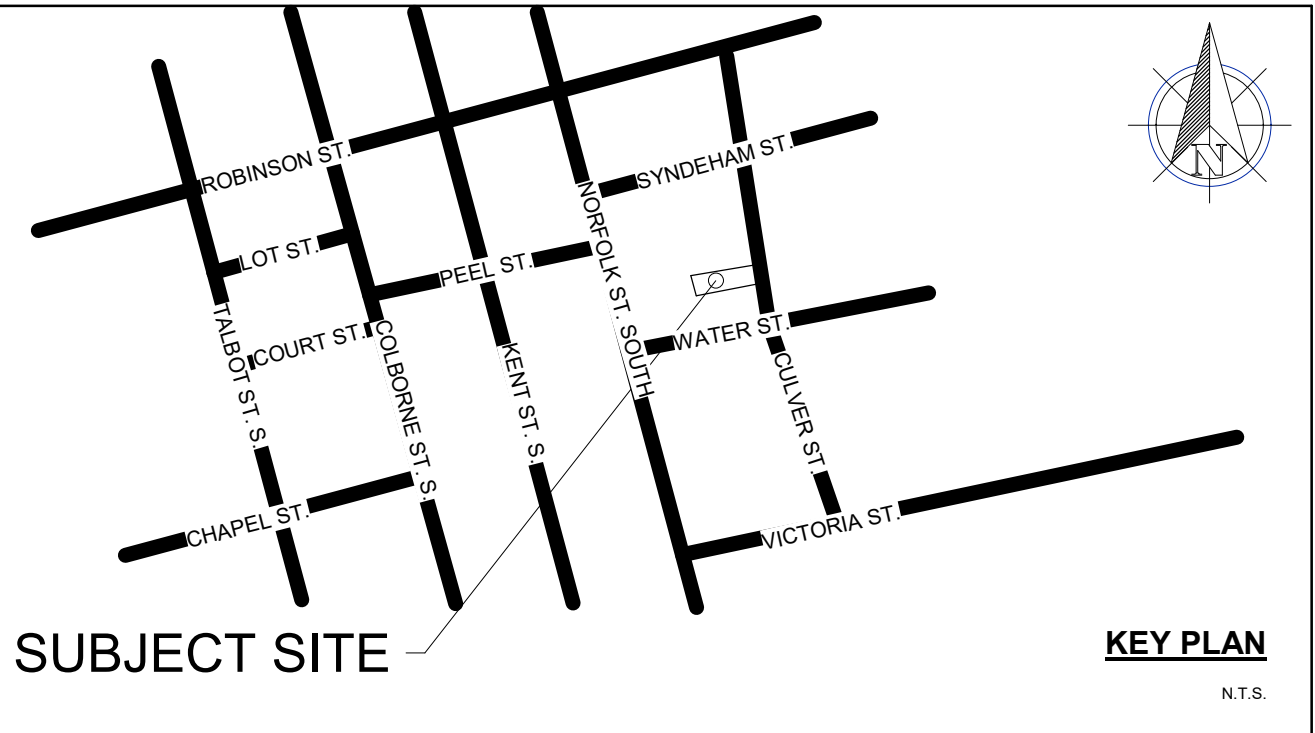 N
ROBINSON ST.
SYNDEHAM ST.
LOT ST.
PEEL ST.
NORFOLK ST. SOUTH
TALBOT ST. S.
COURT ST.
COLBORNE ST. S.
KENT ST. S.
WATER ST.
CULVER ST.
CHAPEL ST.
VICTORIA ST.
SUBJECT SITE
KEY PLAN
N.T.S.